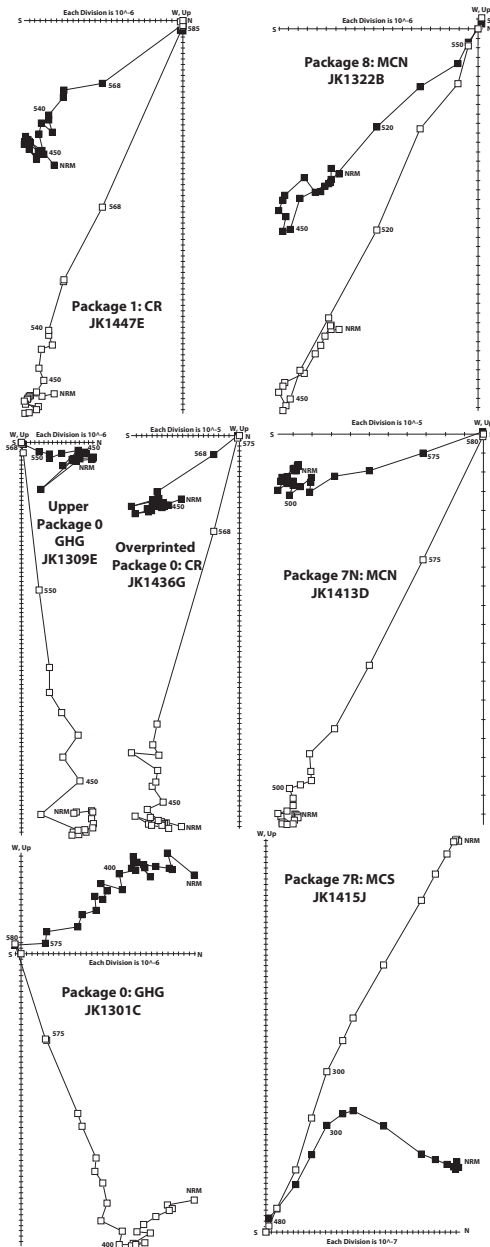 Each Division is 10^-6
W, Up
S
N
585
568
540
450
NRM
568
Package 1: CR
JK1447E
540
450
NRM
Each Division is 10^-6
W, Up
S
N
550
Package 8: MCN
JK1322B
520
NRM
450
520
NRM
450
W, Up
Each Division is 10^-6
568
S
N
450
550
NRM
Upper
Package 0
GHG
JK1309E
550
450
NRM
Each Division is 10^-5
W, Up
S
N
575
568
NRM
450
568
Overprinted
Package 0: CR
JK1436G
450
NRM
Each Division is 10^-5
W, Up
S
N
580
575
NRM
500
575
Package 7N: MCN
JK1413D
500
NRM
W, Up
400
NRM
580
575
S
N
Each Division is 10^-6
Package 0: GHG
JK1301C
575
NRM
400
W, Up
NRM
Package 7R: MCS
JK1415J
300
300
NRM
480
S
N
Each Division is 10^-7